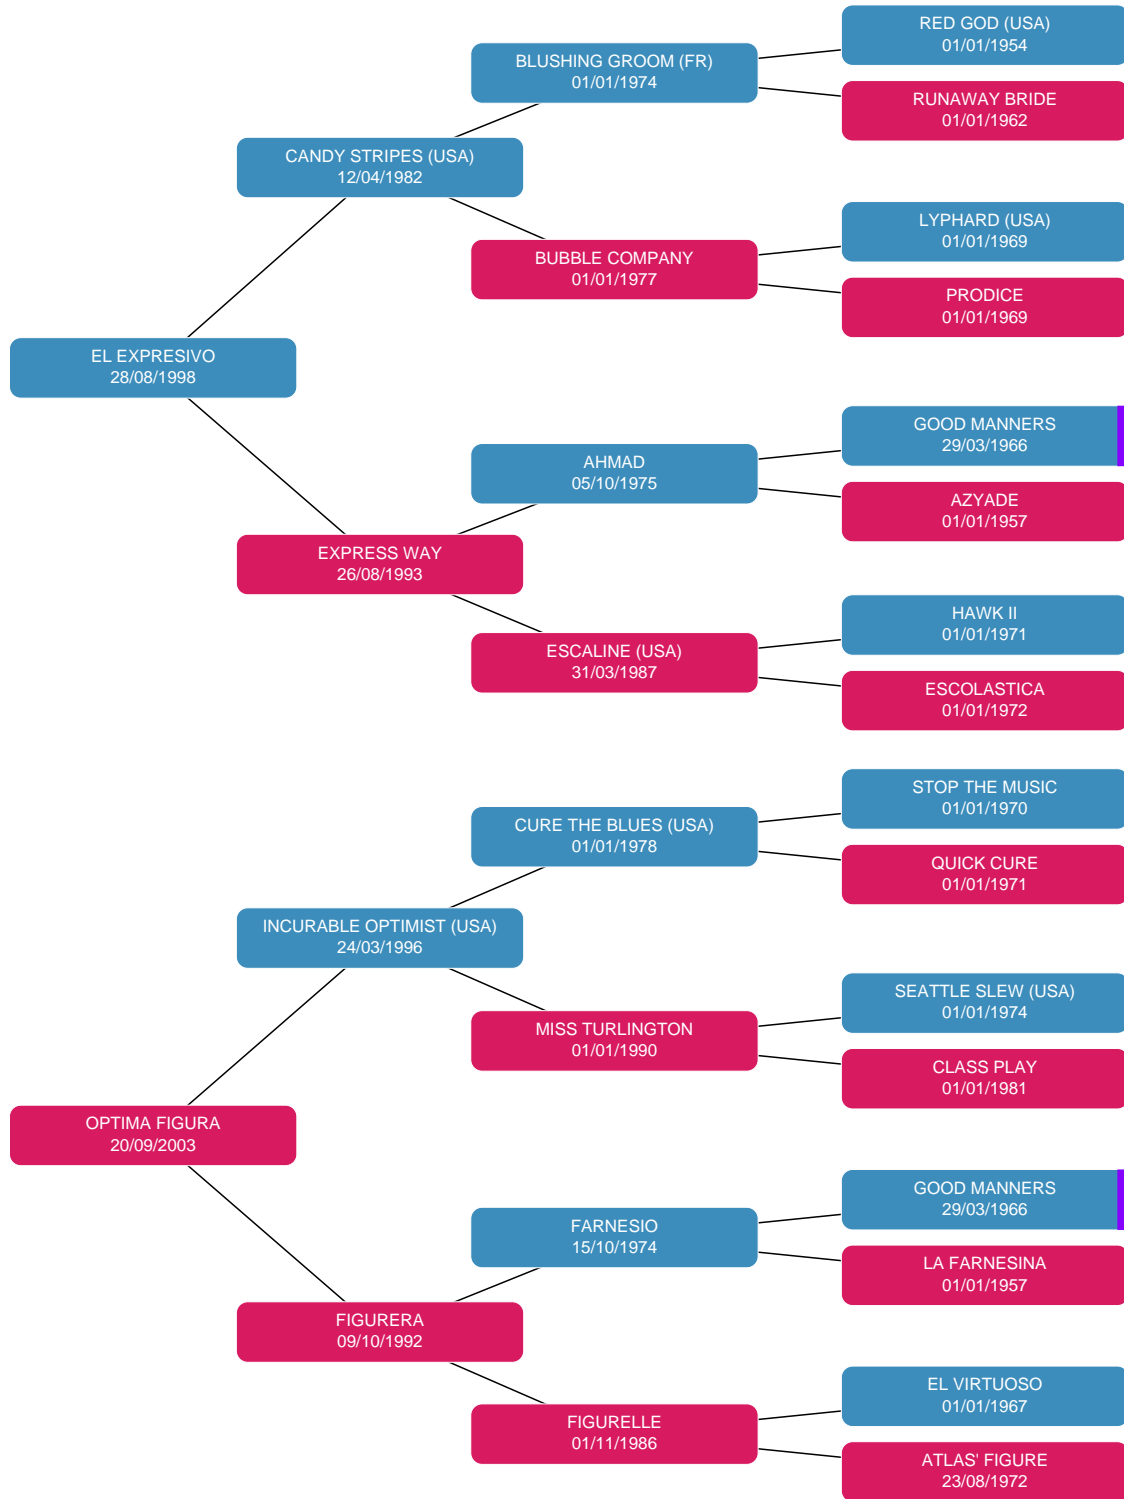 RED GOD (USA)
01/01/1954
BLUSHING GROOM (FR)
01/01/1974
RUNAWAY BRIDE
01/01/1962
CANDY STRIPES (USA)
12/04/1982
LYPHARD (USA)
01/01/1969
BUBBLE COMPANY
01/01/1977
PRODICE
01/01/1969
EL EXPRESIVO
28/08/1998
GOOD MANNERS
29/03/1966
AHMAD
05/10/1975
AZYADE
01/01/1957
EXPRESS WAY
26/08/1993
HAWK II
01/01/1971
ESCALINE (USA)
31/03/1987
ESCOLASTICA
01/01/1972
STOP THE MUSIC
01/01/1970
CURE THE BLUES (USA)
01/01/1978
QUICK CURE
01/01/1971
INCURABLE OPTIMIST (USA)
24/03/1996
SEATTLE SLEW (USA)
01/01/1974
MISS TURLINGTON
01/01/1990
CLASS PLAY
01/01/1981
OPTIMA FIGURA
20/09/2003
GOOD MANNERS
29/03/1966
FARNESIO
15/10/1974
LA FARNESINA
01/01/1957
FIGURERA
09/10/1992
EL VIRTUOSO
01/01/1967
FIGURELLE
01/11/1986
ATLAS' FIGURE
23/08/1972